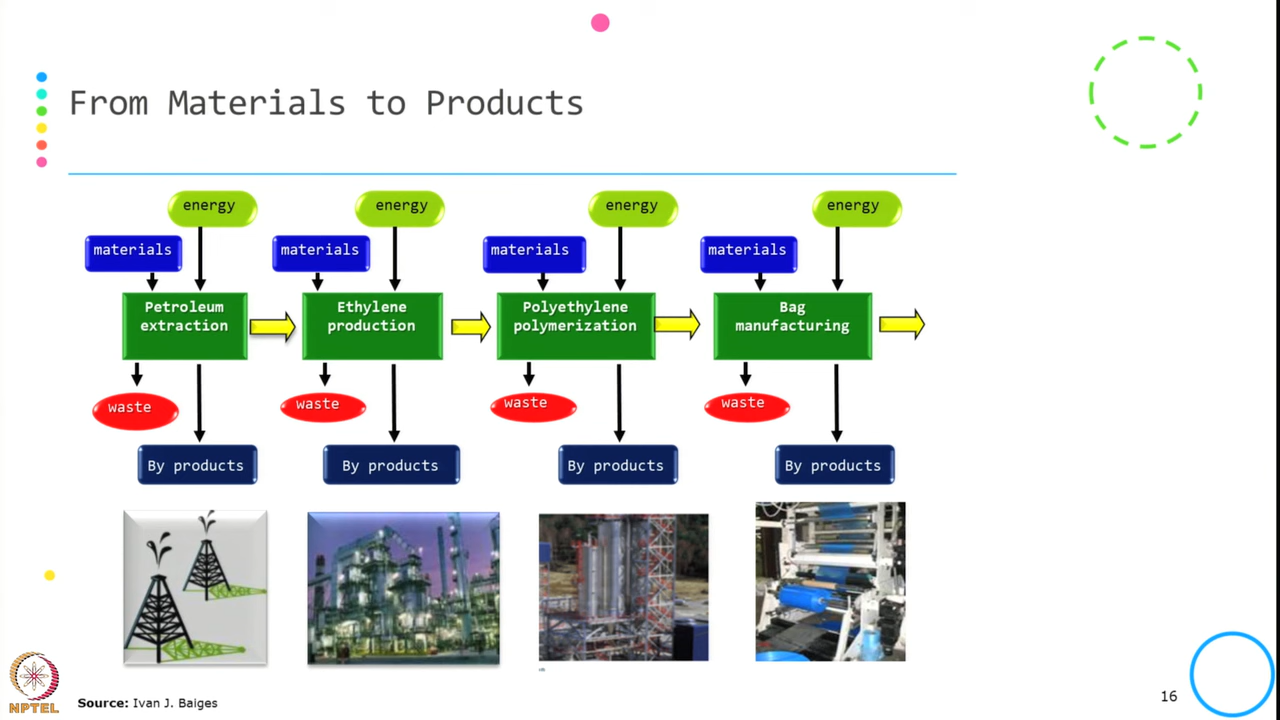 From Materials to Products
energy
energy
energy
energy
materials
materials
materials
materials
Petroleum
extraction
Ethylene
production
Polyethylene
polymerization
Bag
manufacturing
waste
waste
waste
waste
By products
By products
By products
By products
NPTEL
Source: Ivan J. Baiges
16